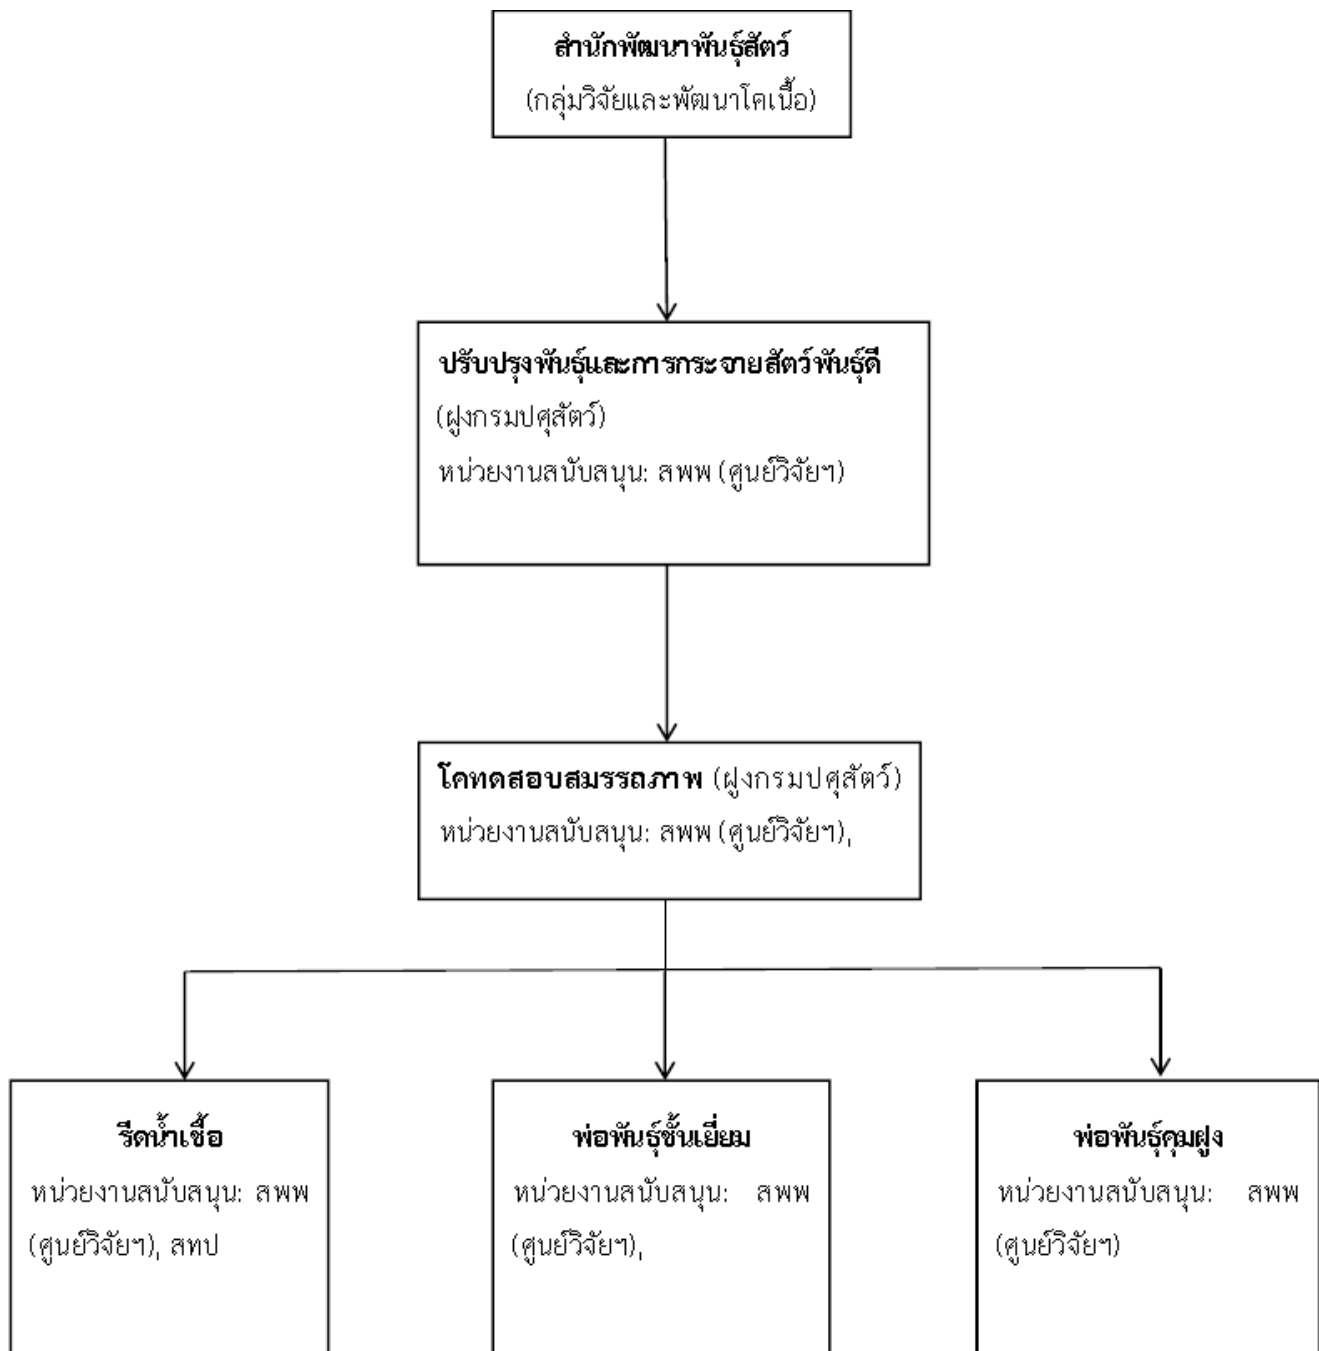 สำนักพัฒนาพันธุ์สัตว์
(กลุ่มวิจัยและพัฒนาโคเนื้อ)
ปรับปรุงพันธุ์และการกระจายสัตว์พันธุ์ดี
(ฝูงกรมปศุสัตว์)
หน่วยงานสนับสนุน: สพพ (ศูนย์วิจัยฯ)
โคทดสอบสมรรถภาพ (ฝูงกรมปศุสัตว์)
หน่วยงานสนับสนุน: สพพ (ศูนย์วิจัยฯ),
รีดน้ำเชื้อ
หน่วยงานสนับสนุน: สพพ
(ศูนย์วิจัยฯ), สทป
พ่อพันธุ์ชั้นเยี่ยม
หน่วยงานสนับสนุน: สพพ
(ศูนย์วิจัยฯ),
พ่อพันธุ์คุมฝูง
หน่วยงานสนับสนุน: สพพ
(ศูนย์วิจัยฯ)